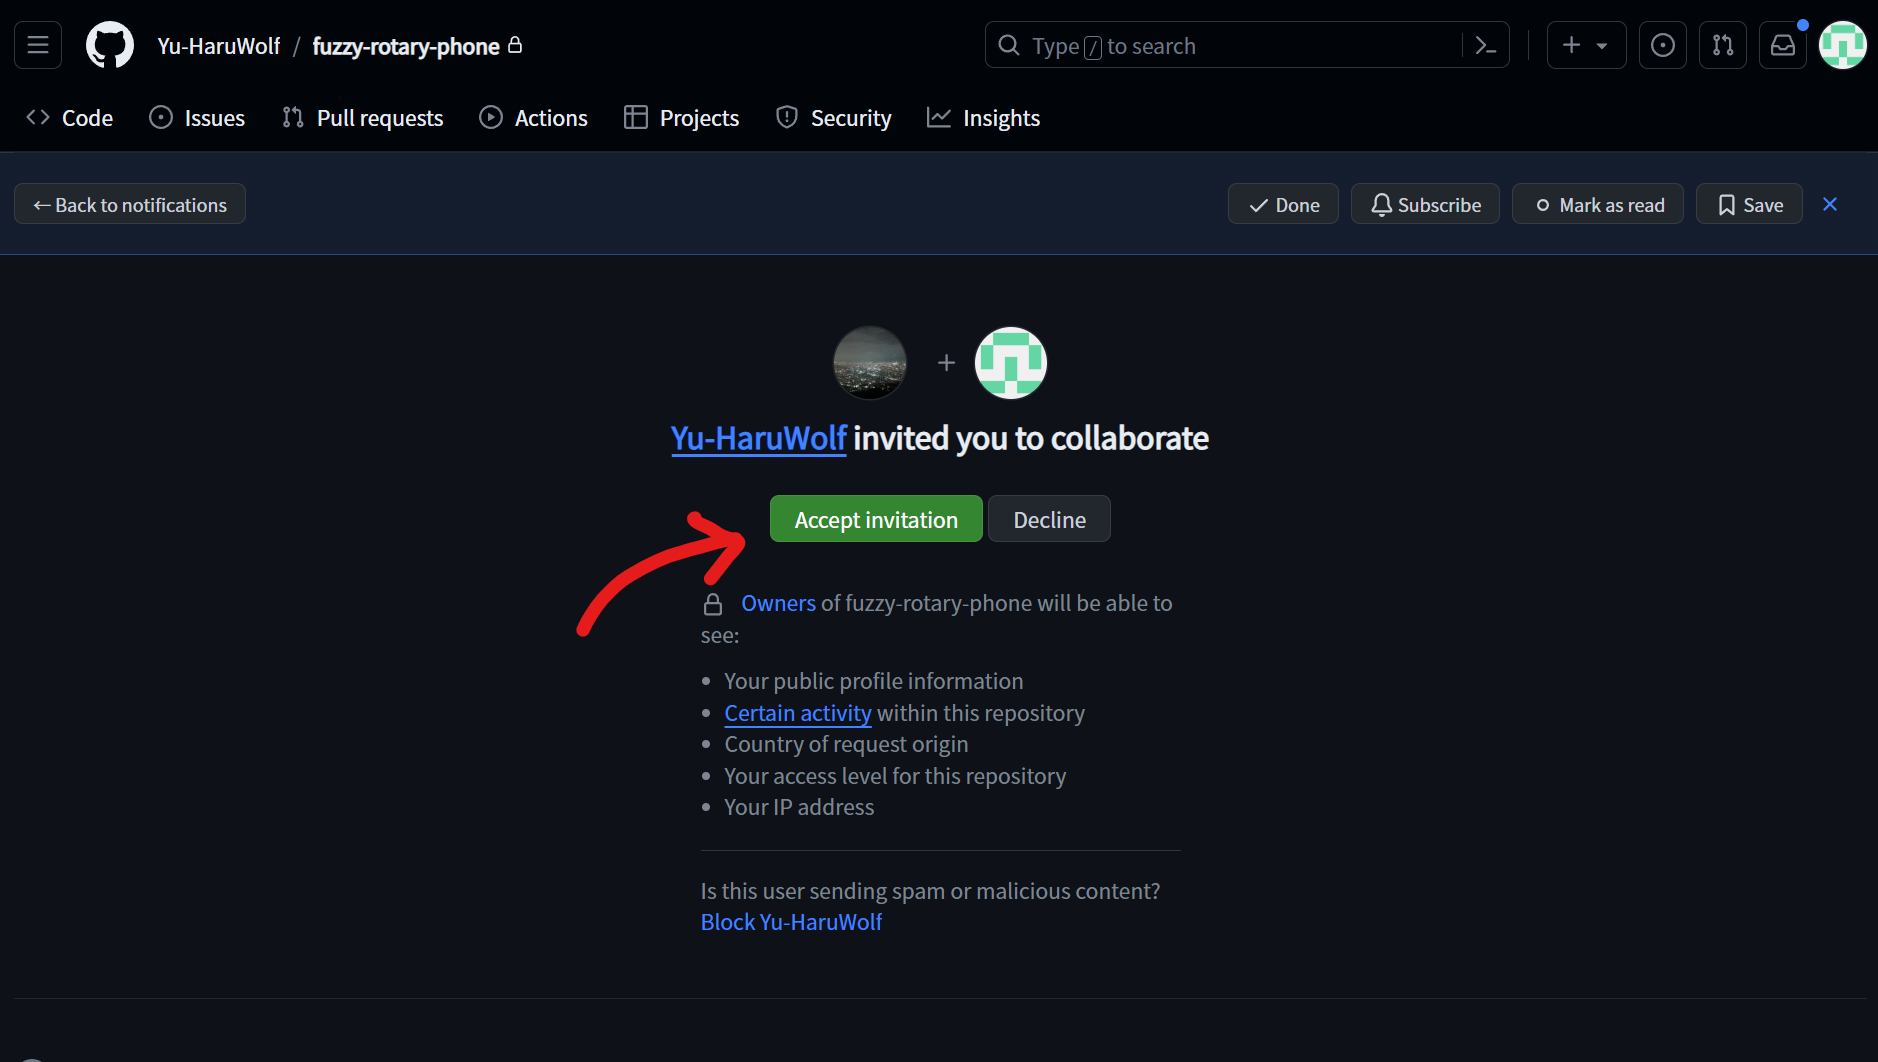 Yu-HaruWolf / fuzzy-rotary-phone
Type / to search
Code Issues Pull requests Actions Projects Security Insights
← Back to notifications
Done Subscribe Mark as read Save
Yu-HaruWolf invited you to collaborate
Accept invitation Decline
Owners of fuzzy-rotary-phone will be able to
see:
Your public profile information
Certain activity within this repository
Country of request origin
Your access level for this repository
Your IP address
Is this user sending spam or malicious content?
Block Yu-HaruWolf